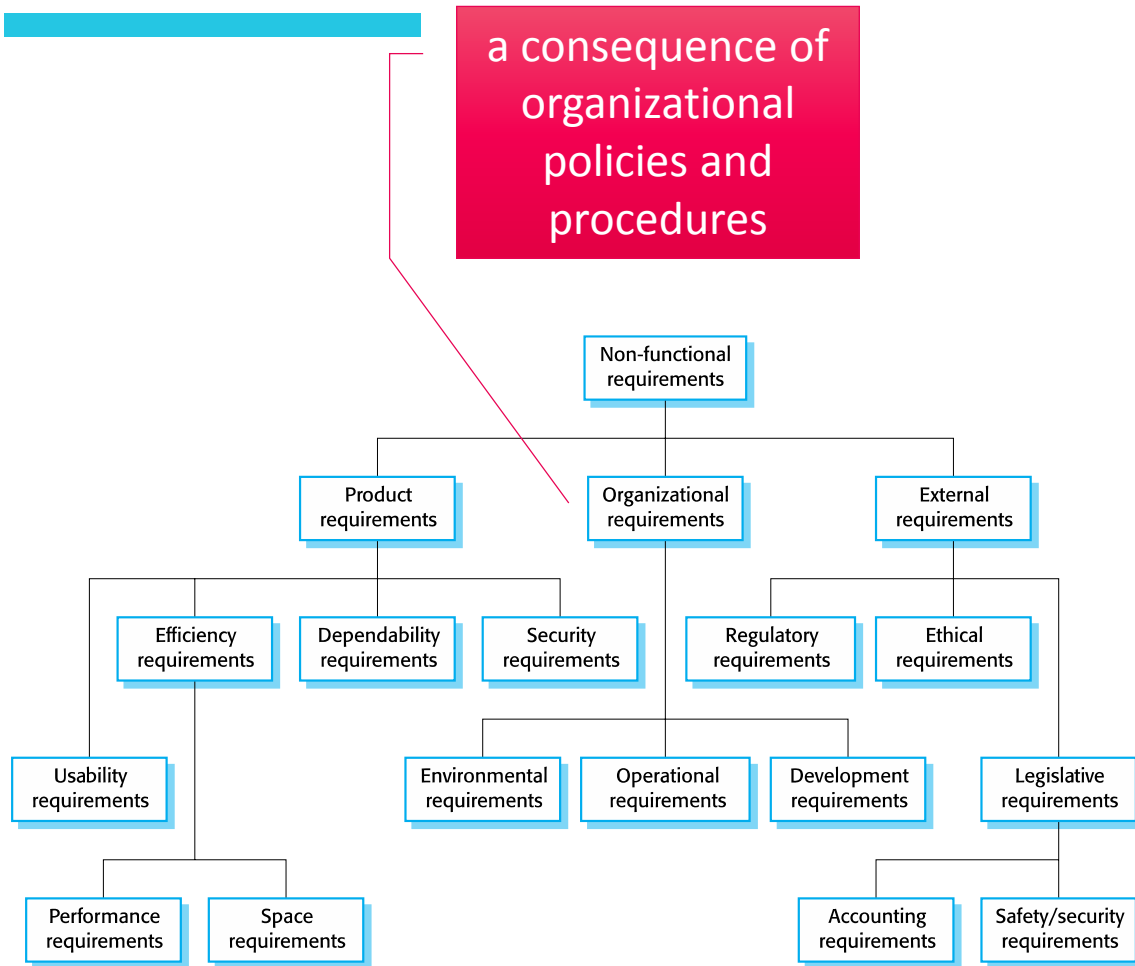 a consequence of
organizational
policies and
procedures
Non-functional
requirements
Product
requirements
Organizational
requirements
External
requirements
Efficiency
requirements
Dependability
requirements
Security
requirements
Regulatory
requirements
Ethical
requirements
Usability
requirements
Environmental
requirements
Operational
requirements
Development
requirements
Legislative
requirements
Performance
requirements
Space
requirements
Accounting
requirements
Safety/security
requirements